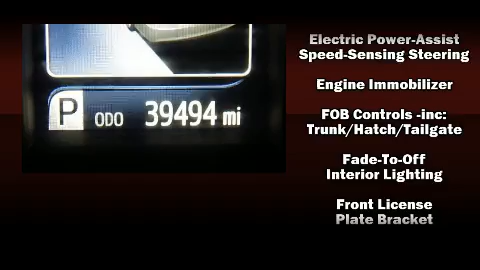 P ODO 39494 mi
Electric Power-Assist
Speed-Sensing Steering
Engine Immobilizer
FOB Controls -inc:
Trunk/Hatch/Tailgate
Fade-To-Off
Interior Lighting
Front License
Plate Bracket